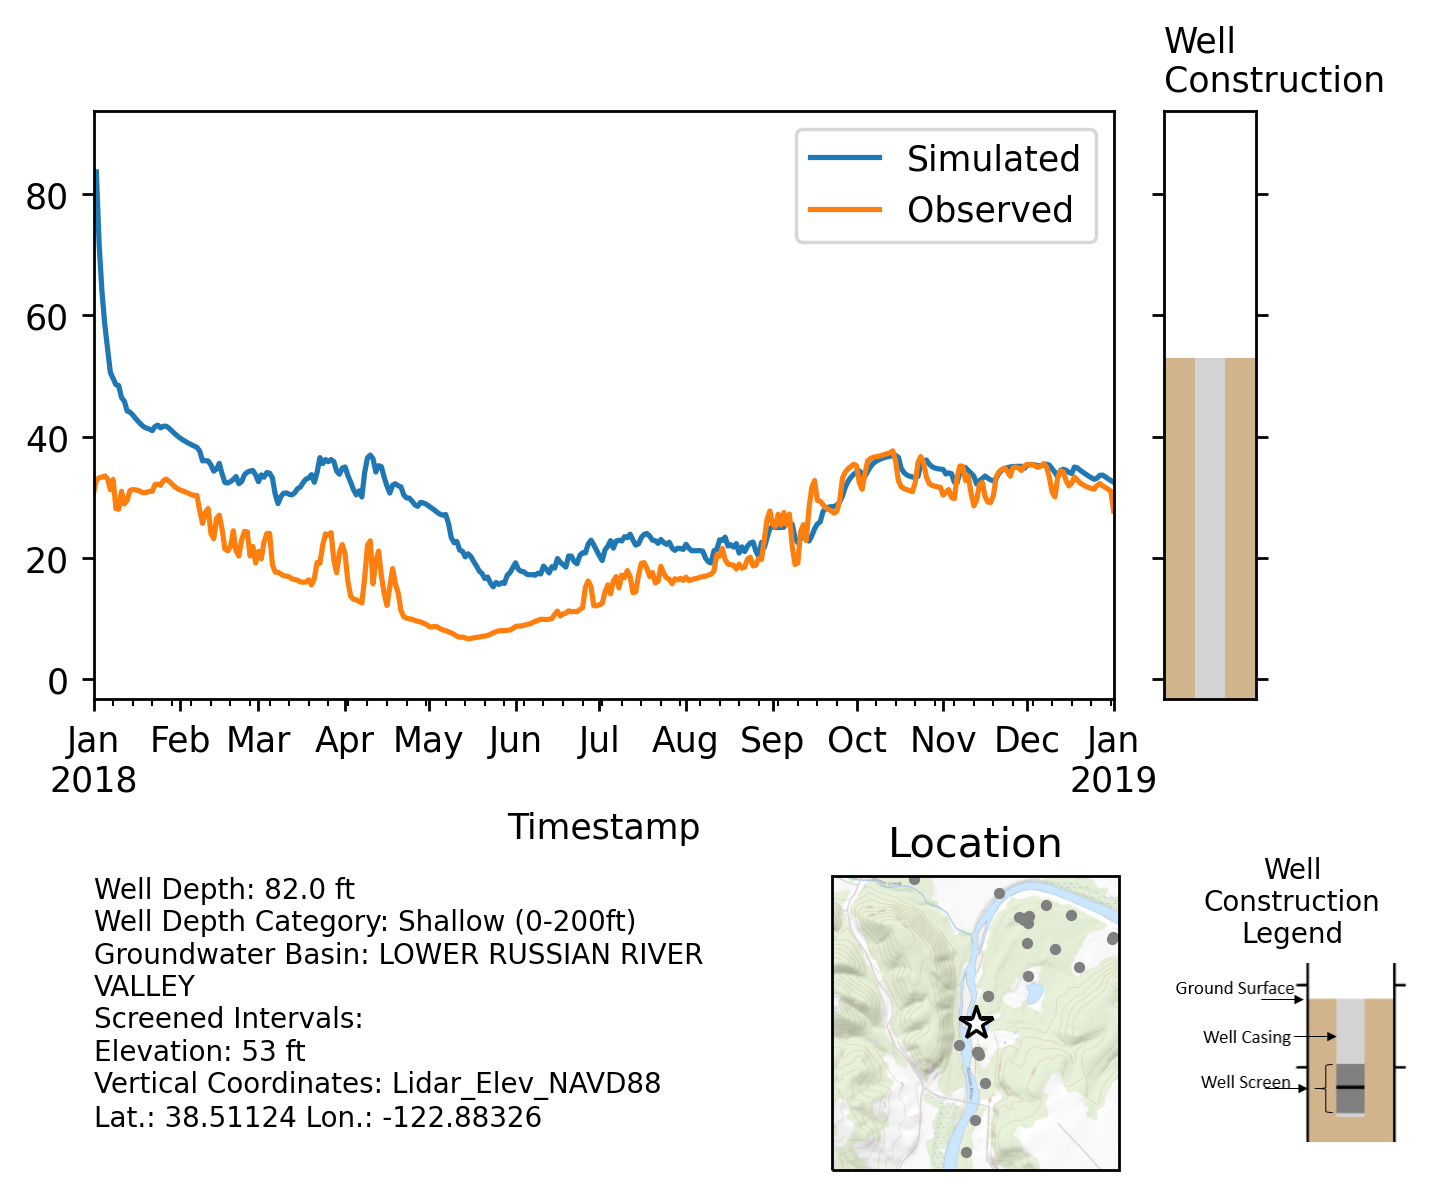 Well
Construction
Simulated
Observed
80
60
40
20
0
Jan
2018
Feb
Mar
Apr
May
Jun
Jul
Aug
Sep
Oct
Nov
Dec
Jan
2019
Timestamp
Well Depth: 82.0 ft
Well Depth Category: Shallow (0-200ft)
Groundwater Basin: LOWER RUSSIAN RIVER
VALLEY
Screened Intervals:
Elevation: 53 ft
Vertical Coordinates: Lidar_Elev_NAVD88
Lat.: 38.51124 Lon.: -122.88326
Location
Well
Construction
Legend
Ground Surface
Well Casing
Well Screen